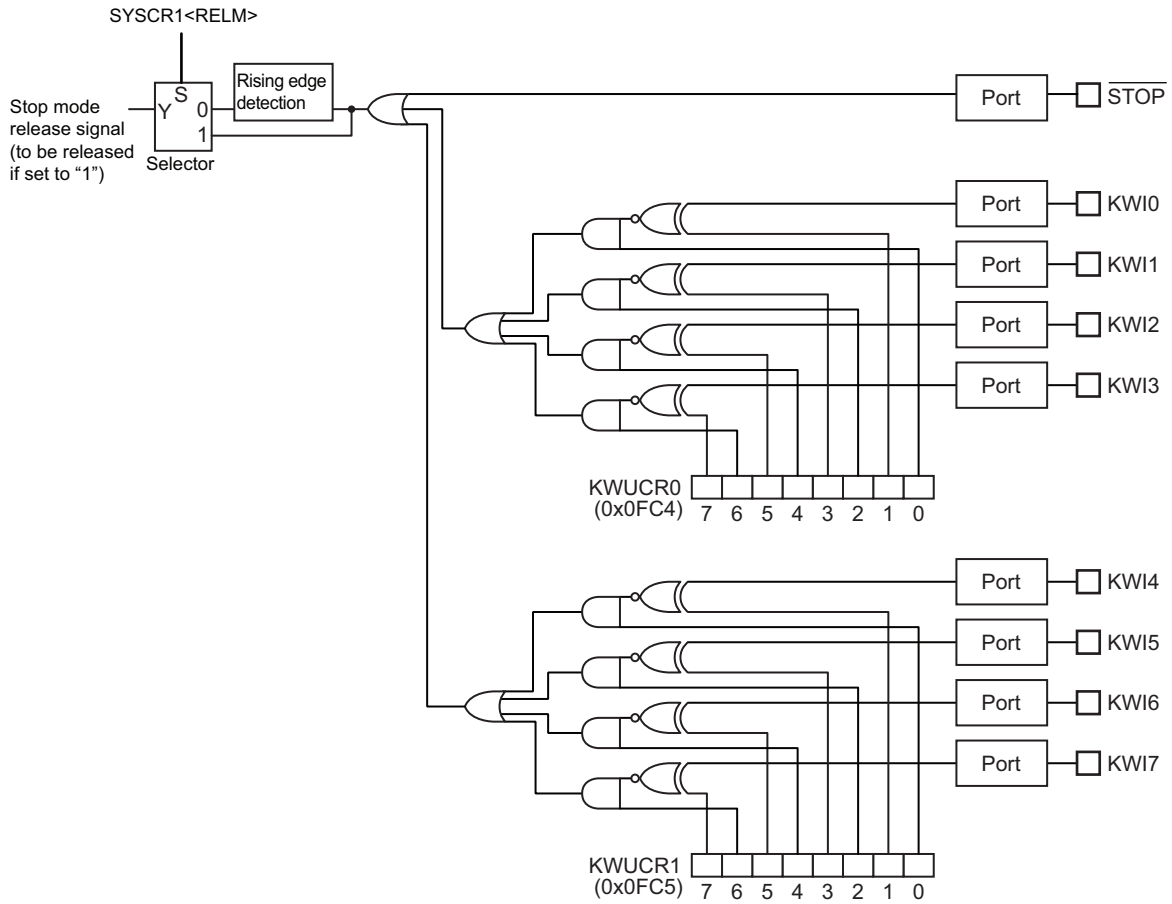 SYSCR1<RELM>
Stop mode
release signal
(to be released
if set to “1”)
S
Y
0
1
Selector
Rising edge
detection
Port
STOP
Port
KWI0
Port
KWI1
Port
KWI2
Port
KWI3
KWUCR0
(0x0FC4)
7 6 5 4 3 2 1 0
Port
KWI4
Port
KWI5
Port
KWI6
Port
KWI7
KWUCR1
(0x0FC5)
7 6 5 4 3 2 1 0